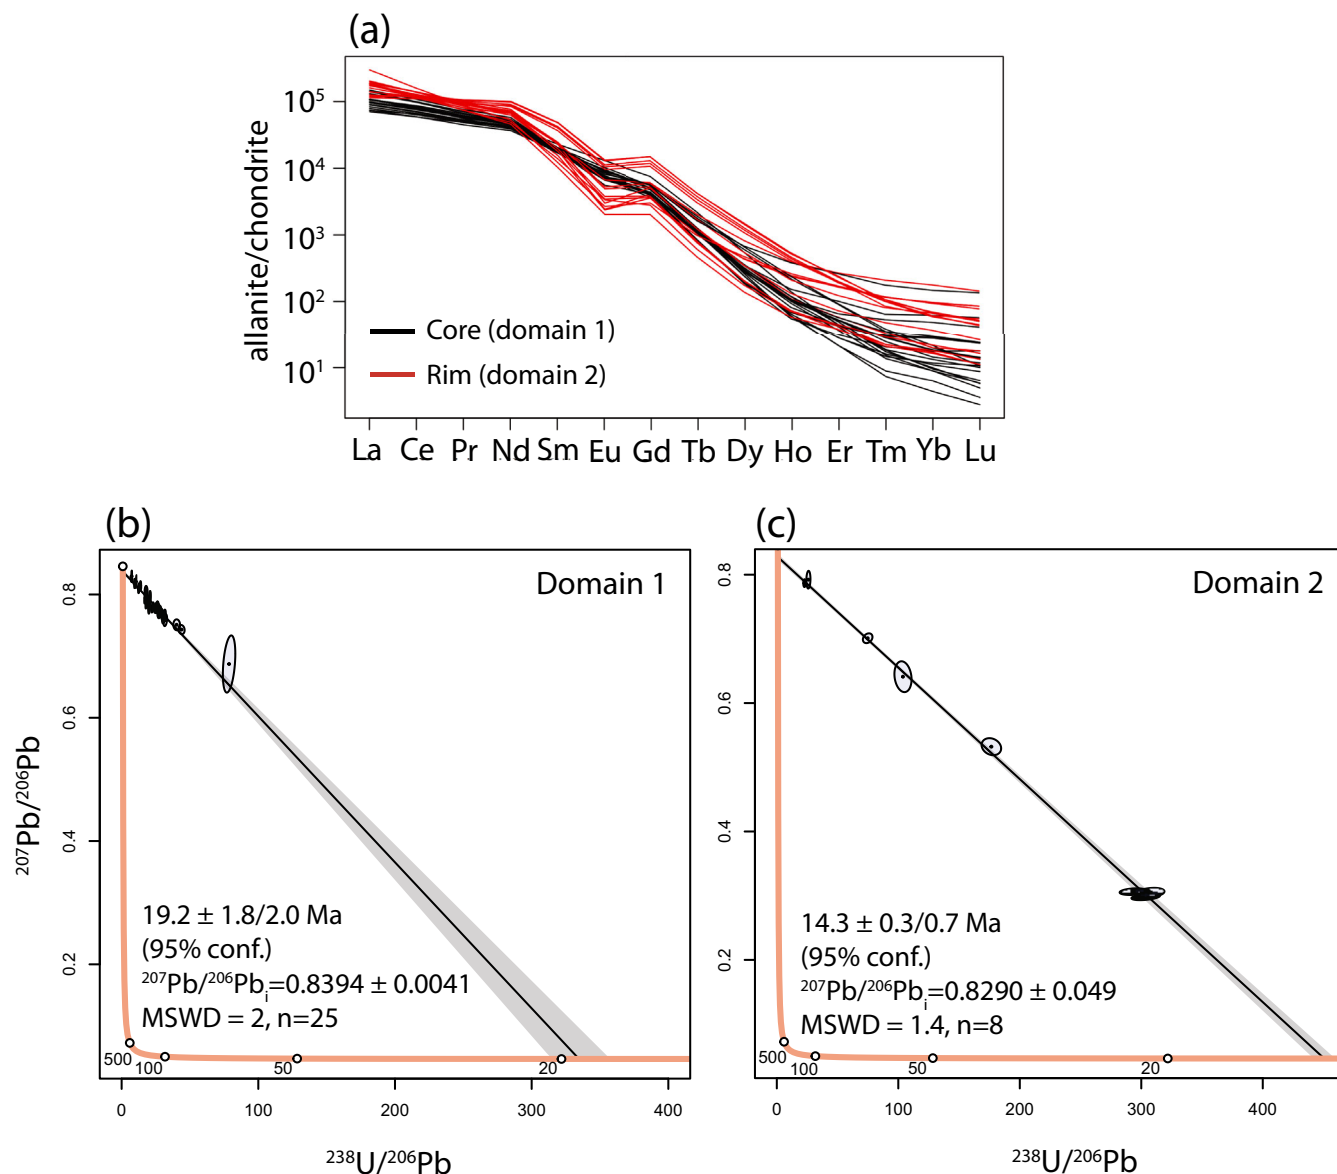 (a)
allanite/chondrite
10⁵
10⁴
10³
10²
10¹
Core (domain 1)
Rim (domain 2)
La Ce Pr Nd Sm Eu Gd Tb Dy Ho Er Tm Yb Lu
(b)
Domain 1
²⁰⁷Pb/²⁰⁶Pb
0.8
0.6
0.4
0.2
19.2 ± 1.8/2.0 Ma
(95% conf.)
²⁰⁷Pb/²⁰⁶Pbᵢ=0.8394 ± 0.0041
MSWD = 2, n=25
500 100 50 20
0 100 200 300 400
²³⁸U/²⁰⁶Pb
(c)
Domain 2
0.8
0.6
0.4
0.2
14.3 ± 0.3/0.7 Ma
(95% conf.)
²⁰⁷Pb/²⁰⁶Pbᵢ=0.8290 ± 0.049
MSWD = 1.4, n=8
500 100 50 20
0 100 200 300 400
²³⁸U/²⁰⁶Pb